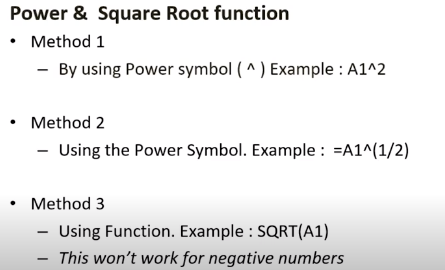 Power &  Square Root function
• Method 1
– By using Power symbol ( ^ ) Example : A1^2
• Method 2
– Using the Power Symbol. Example :  =A1^(1/2)
• Method 3
– Using Function. Example : SQRT(A1)
– This won't work for negative numbers